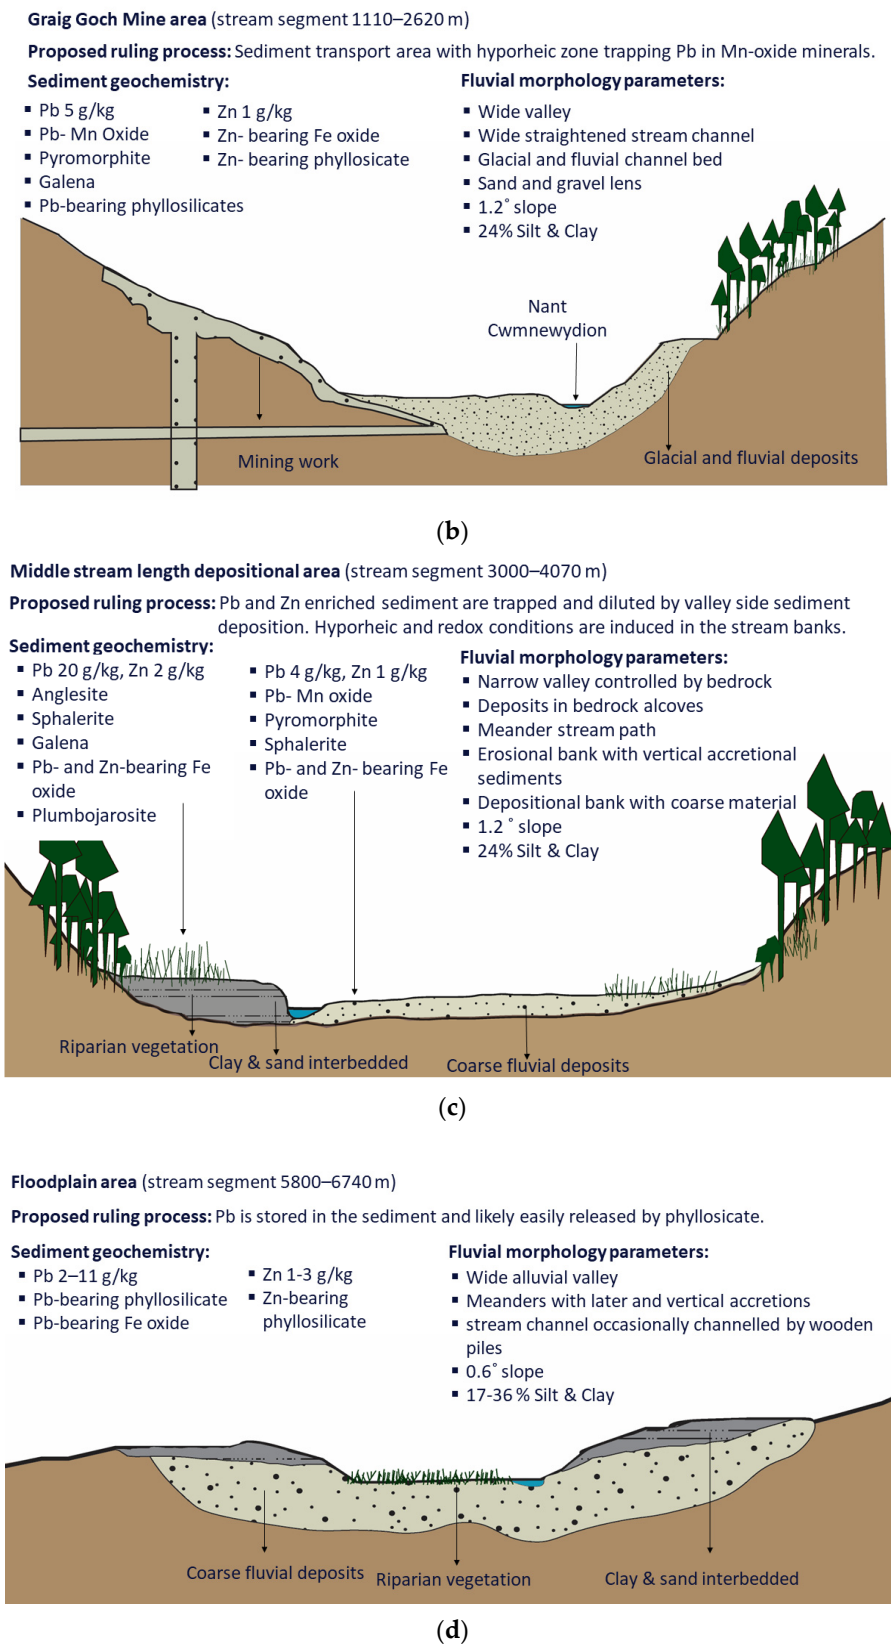 Graig Goch Mine area (stream segment 1110–2620 m)
Proposed ruling process: Sediment transport area with hyporheic zone trapping Pb in Mn-oxide minerals.
Sediment geochemistry:
▪ Pb 5 g/kg
▪ Pb- Mn Oxide
▪ Pyromorphite
▪ Galena
▪ Pb-bearing phyllosilicates
▪ Zn 1 g/kg
▪ Zn- bearing Fe oxide
▪ Zn- bearing phyllosicate
Fluvial morphology parameters:
▪ Wide valley
▪ Wide straightened stream channel
▪ Glacial and fluvial channel bed
▪ Sand and gravel lens
▪ 1.2˚ slope
▪ 24% Silt & Clay
Nant
Cwmnewydion
Mining work
Glacial and fluvial deposits
(b)
Middle stream length depositional area (stream segment 3000–4070 m)
Proposed ruling process: Pb and Zn enriched sediment are trapped and diluted by valley side sediment
deposition. Hyporheic and redox conditions are induced in the stream banks.
Sediment geochemistry:
▪ Pb 20 g/kg, Zn 2 g/kg
▪ Anglesite
▪ Sphalerite
▪ Galena
▪ Pb- and Zn-bearing Fe
oxide
▪ Plumbojarosite
▪ Pb 4 g/kg, Zn 1 g/kg
▪ Pb- Mn oxide
▪ Pyromorphite
▪ Sphalerite
▪ Pb- and Zn- bearing Fe
oxide
Fluvial morphology parameters:
▪ Narrow valley controlled by bedrock
▪ Deposits in bedrock alcoves
▪ Meander stream path
▪ Erosional bank with vertical accretional
sediments
▪ Depositional bank with coarse material
▪ 1.2 ˚ slope
▪ 24% Silt & Clay
Riparian vegetation
Clay & sand interbedded
Coarse fluvial deposits
(c)
Floodplain area (stream segment 5800–6740 m)
Proposed ruling process: Pb is stored in the sediment and likely easily released by phyllosicate.
Sediment geochemistry:
▪ Pb 2–11 g/kg
▪ Pb-bearing phyllosilicate
▪ Pb-bearing Fe oxide
▪ Zn 1-3 g/kg
▪ Zn-bearing
phyllosilicate
Fluvial morphology parameters:
▪ Wide alluvial valley
▪ Meanders with later and vertical accretions
▪ stream channel occasionally channelled by wooden
piles
▪ 0.6˚ slope
▪ 17-36 % Silt & Clay
Coarse fluvial deposits
Riparian vegetation
Clay & sand interbedded
(d)